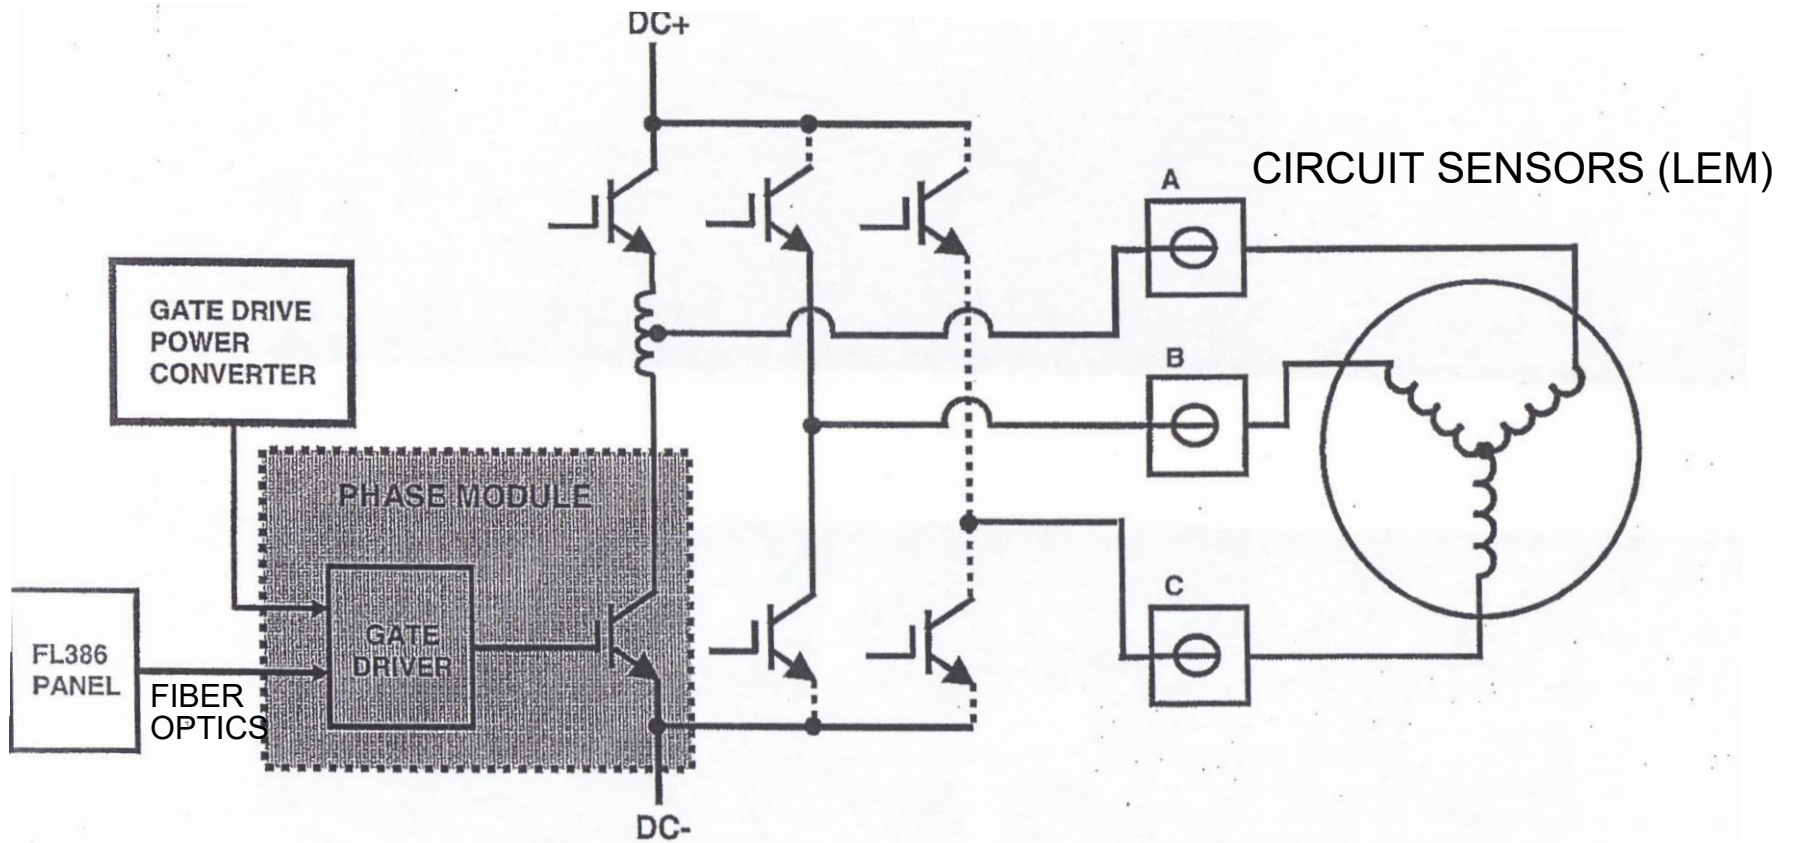 DC+
CIRCUIT SENSORS (LEM)
A
GATE DRIVE
POWER
CONVERTER
B
PHASE MODULE
C
GATE
DRIVER
FL386
PANEL
FIBER
OPTICS
DC-